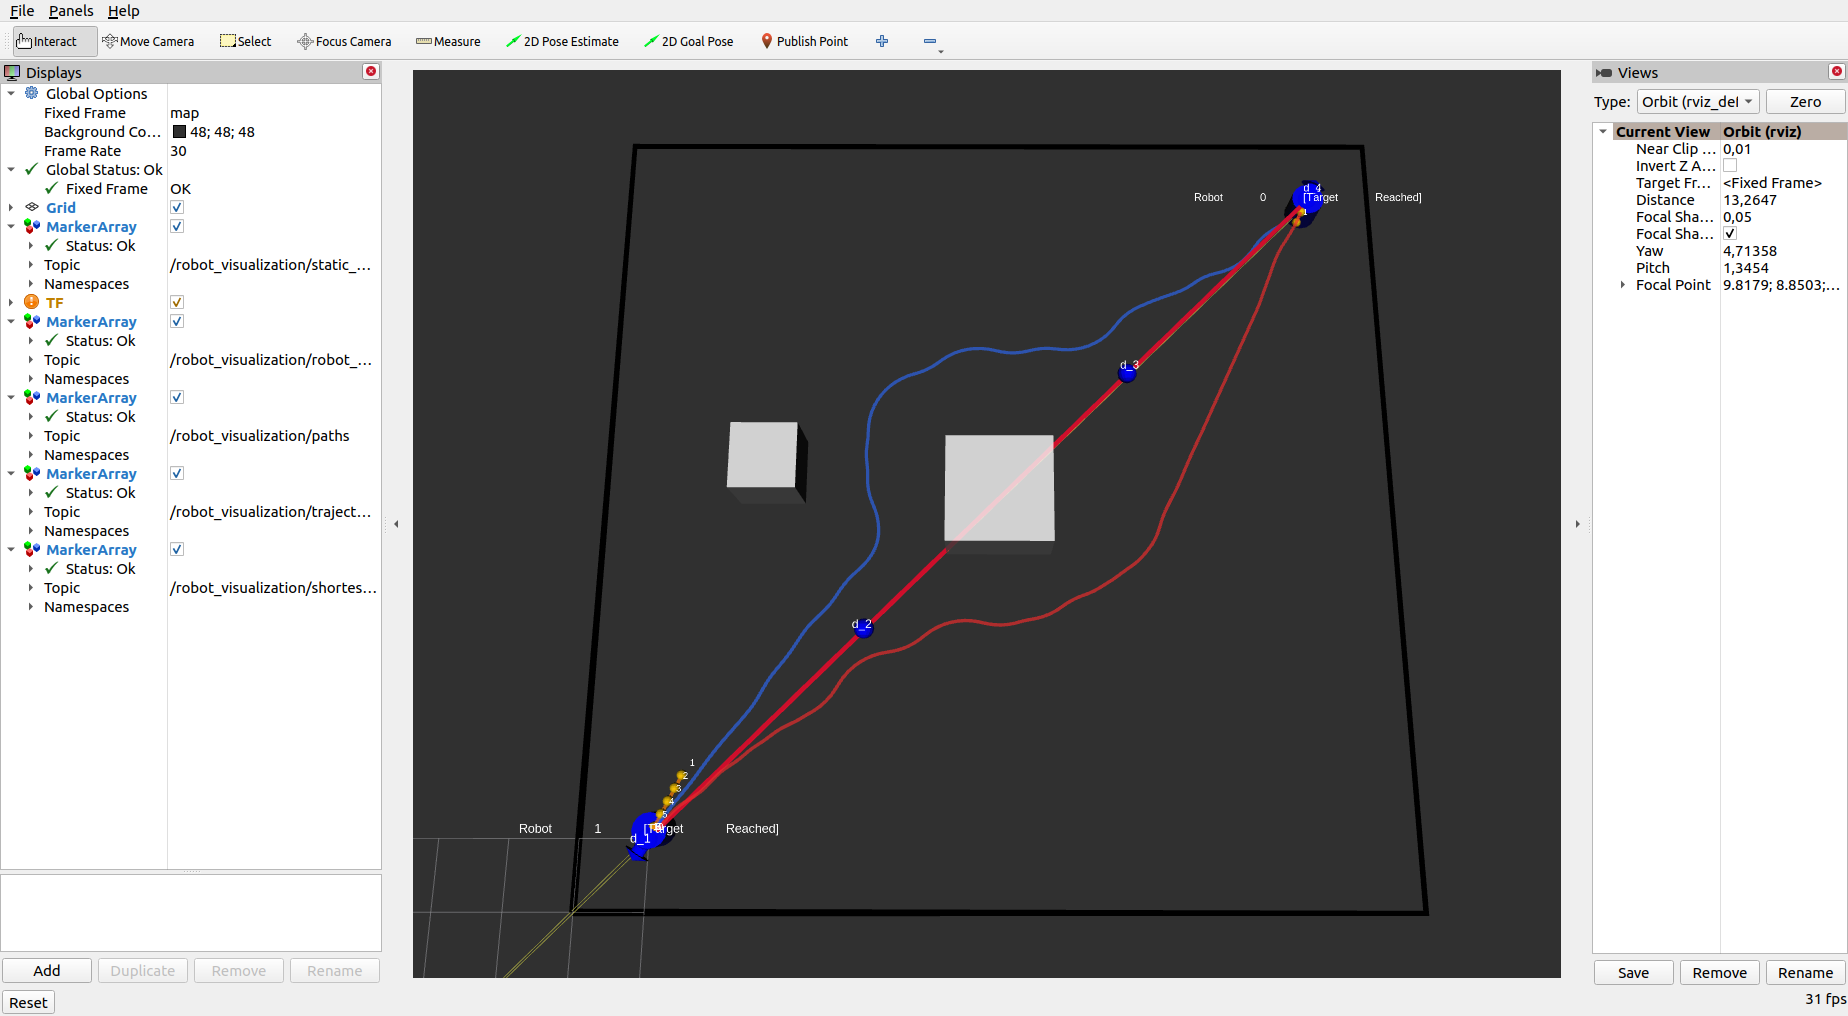 File Panels Help
Interact Move Camera Select Focus Camera Measure 2D Pose Estimate 2D Goal Pose Publish Point
Displays
Global Options
Fixed Frame map
Background Co... 48; 48; 48
Frame Rate 30
Global Status: Ok
Fixed Frame OK
Grid
MarkerArray
Status: Ok
Topic /robot_visualization/static_...
Namespaces
TF
MarkerArray
Status: Ok
Topic /robot_visualization/robot_...
Namespaces
MarkerArray
Status: Ok
Topic /robot_visualization/paths
Namespaces
MarkerArray
Status: Ok
Topic /robot_visualization/traject...
Namespaces
MarkerArray
Status: Ok
Topic /robot_visualization/shortes...
Namespaces
Add Duplicate Remove Rename
Reset
d_4
Robot 0 [Target Reached]
1
d_3
d_2
1
2
3
4
5
Robot 1 [Target Reached]
d_1
Views
Type: Orbit (rviz_del Zero
Current View Orbit (rviz)
Near Clip ... 0,01
Invert Z A...
Target Fr... <Fixed Frame>
Distance 13,2647
Focal Sha... 0,05
Focal Sha...
Yaw 4,71358
Pitch 1,3454
Focal Point 9.8179; 8.8503;...
Save Remove Rename
31 fps